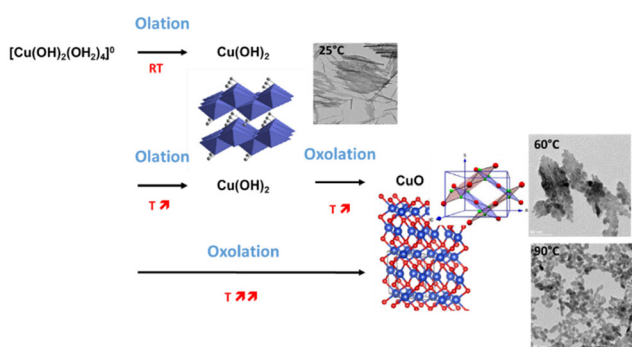 Olation
[Cu(OH)2(OH2)4]0
Cu(OH)2
RT
25°C
Olation
Cu(OH)2
T ↗
Oxolation
CuO
T ↗
60°C
Oxolation
T ↗↗
90°C